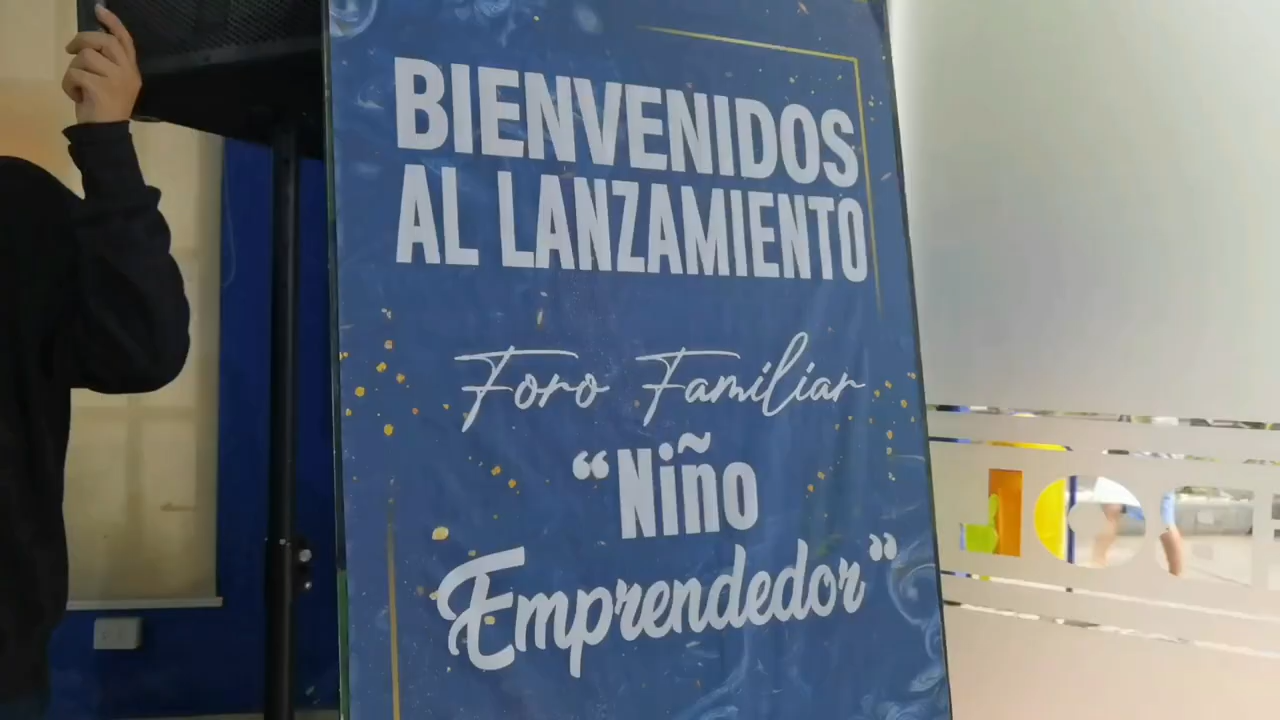 BIENVENIDOS
AL LANZAMIENTO
Foro Familiar
“Niño
Emprendedor”